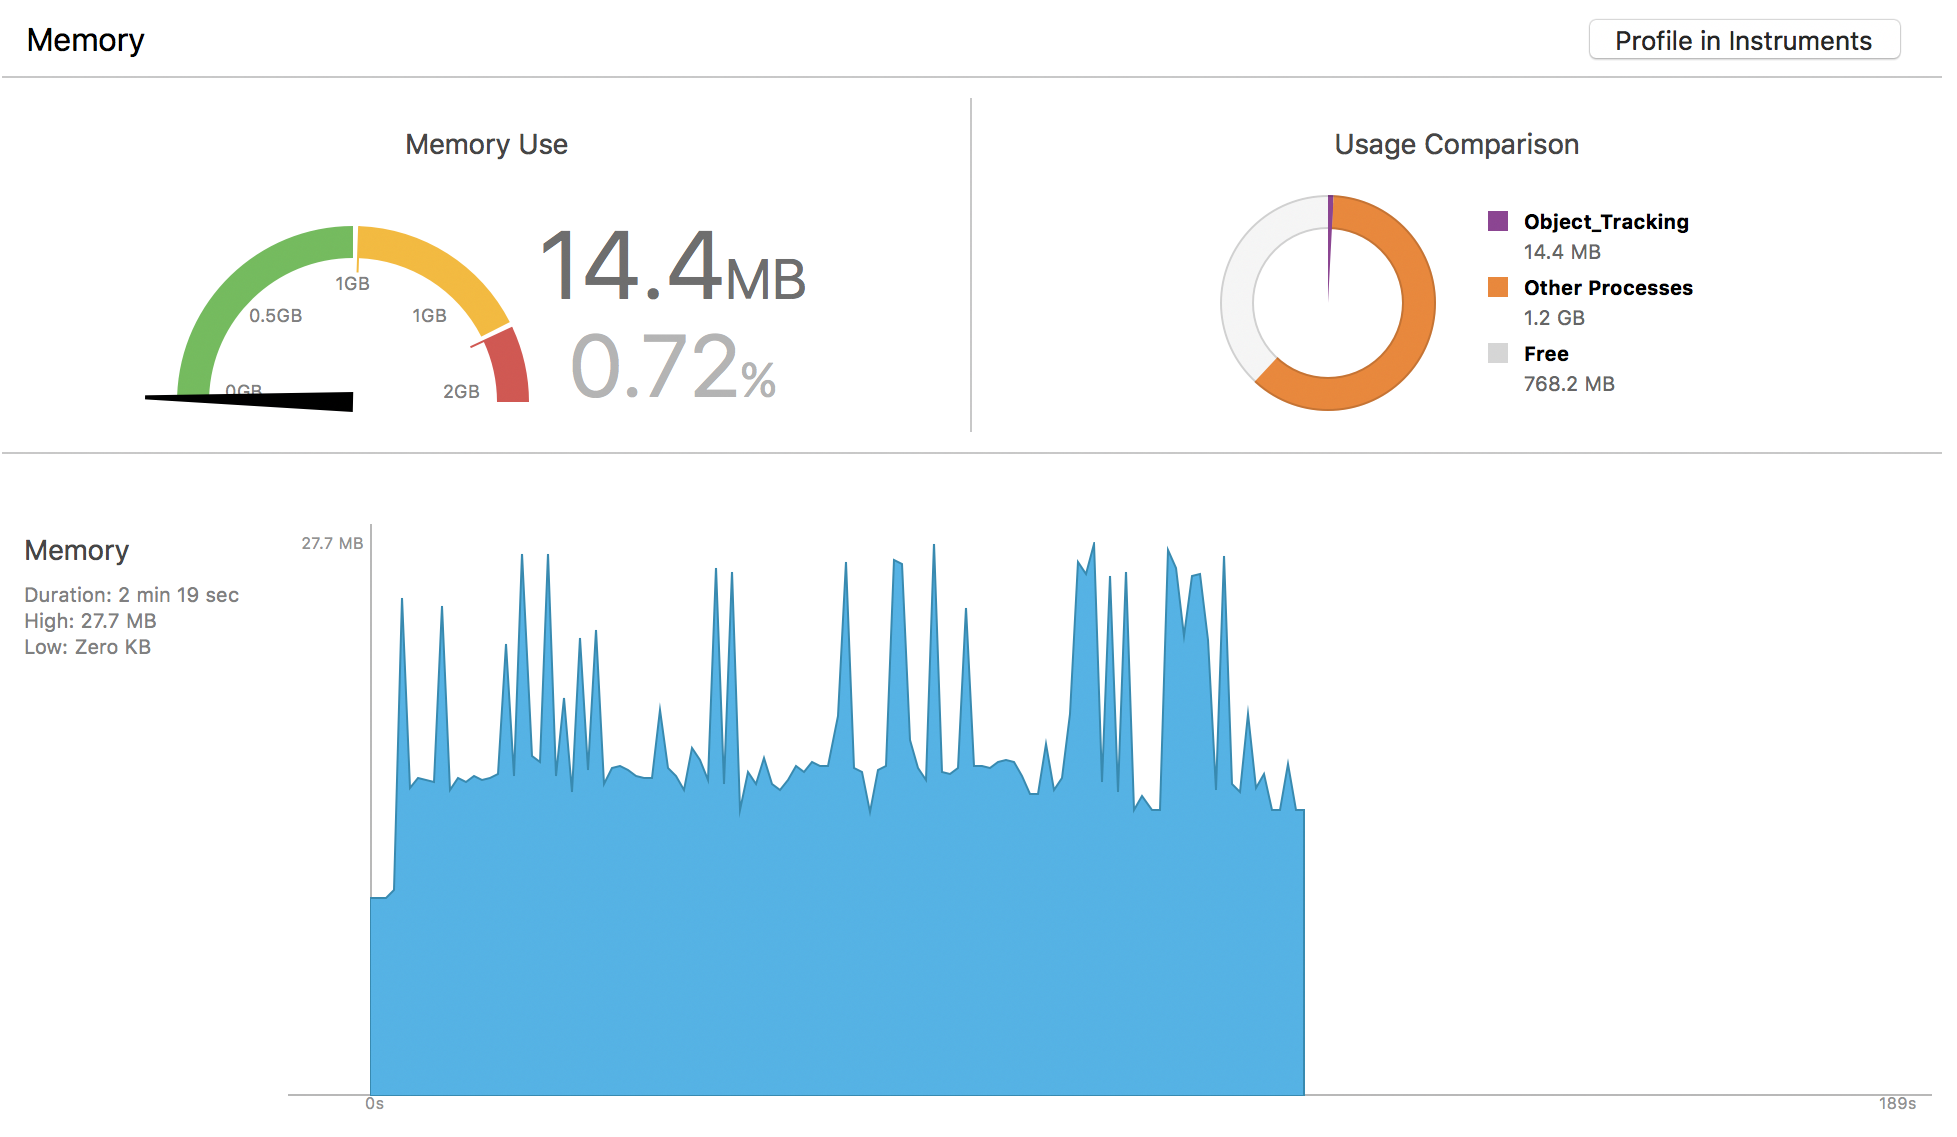 Memory
Profile in Instruments
Memory Use
Usage Comparison
14.4MB
0.72%
0GB
0.5GB
1GB
1GB
2GB
Object_Tracking
14.4 MB
Other Processes
1.2 GB
Free
768.2 MB
Memory
Duration: 2 min 19 sec
High: 27.7 MB
Low: Zero KB
27.7 MB
0s
189s